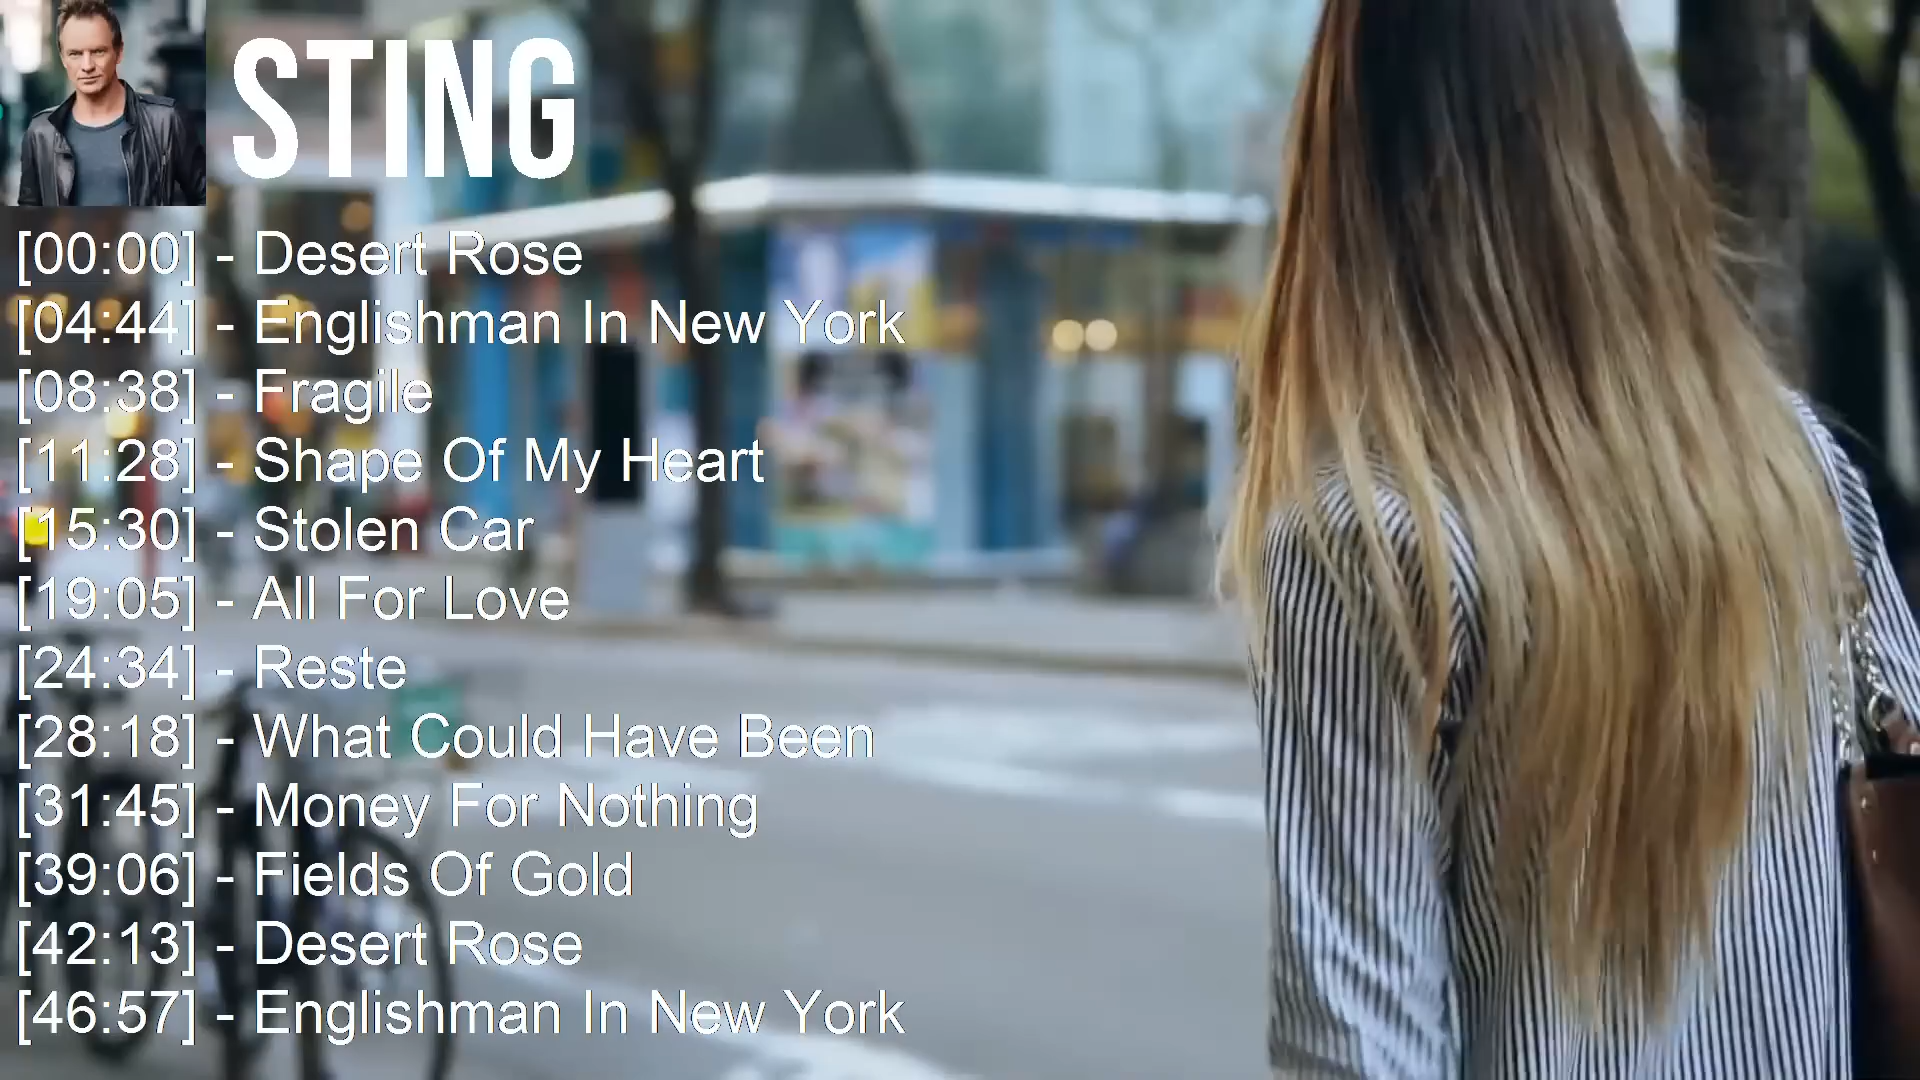 STING
[00:00] - Desert Rose
[04:44] - Englishman In New York
[08:38] - Fragile
[11:28] - Shape Of My Heart
[15:30] - Stolen Car
[19:05] - All For Love
[24:34] - Reste
[28:18] - What Could Have Been
[31:45] - Money For Nothing
[39:06] - Fields Of Gold
[42:13] - Desert Rose
[46:57] - Englishman In New York